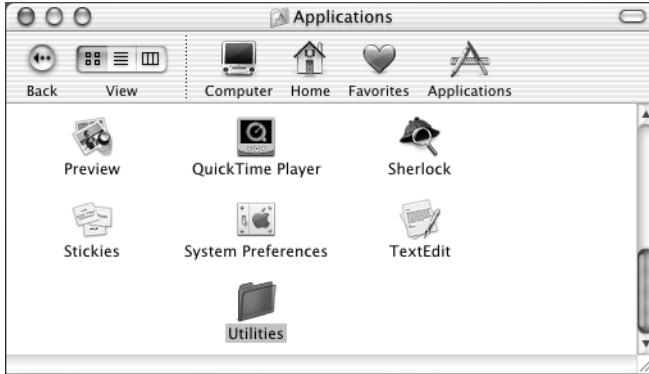 Applications
Back View Computer Home Favorites Applications
Preview QuickTime Player Sherlock
Stickies System Preferences TextEdit
Utilities